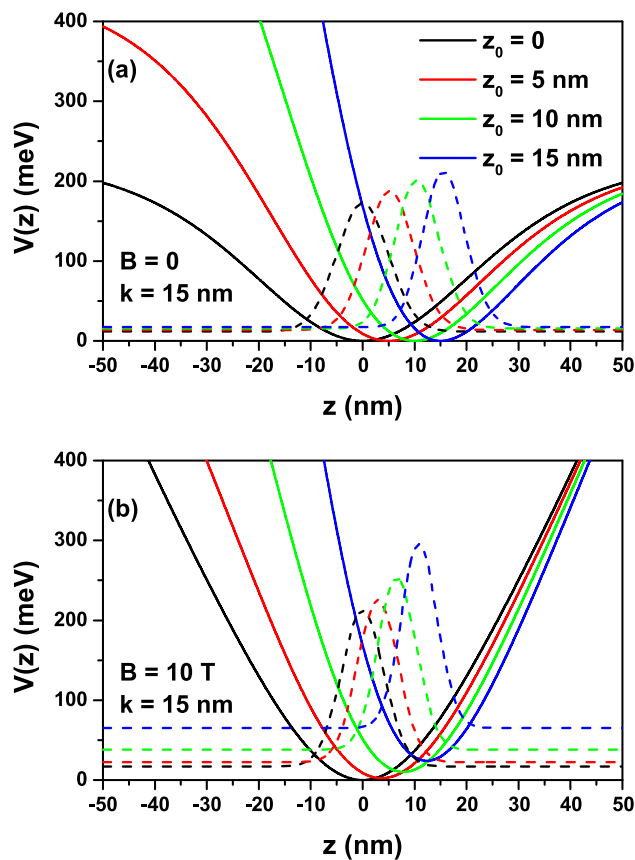 400
300
200
100
0
V(z) (meV)
(a)
z₀ = 0
z₀ = 5 nm
z₀ = 10 nm
z₀ = 15 nm
B = 0
k = 15 nm
-50 -40 -30 -20 -10 0 10 20 30 40 50
z (nm)
400
300
200
100
0
V(z) (meV)
(b)
B = 10 T
k = 15 nm
-50 -40 -30 -20 -10 0 10 20 30 40 50
z (nm)